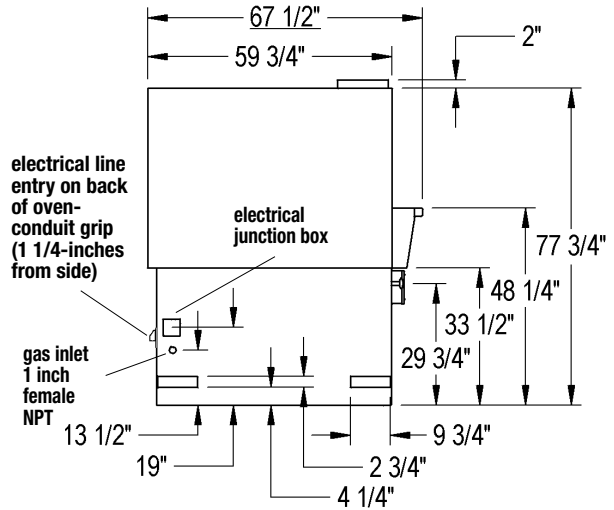 67 1/2"
2"
59 3/4"
electrical line
entry on back
of oven-
conduit grip
(1 1/4-inches
from side)
electrical
junction box
77 3/4"
48 1/4"
33 1/2"
29 3/4"
gas inlet
1 inch
female
NPT
13 1/2"
9 3/4"
19"
2 3/4"
4 1/4"